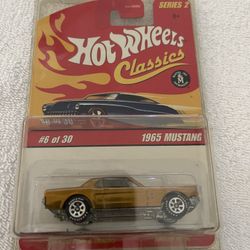 SERIES 2
Hot Wheels
Classics
#6 of 30
1965 MUSTANG